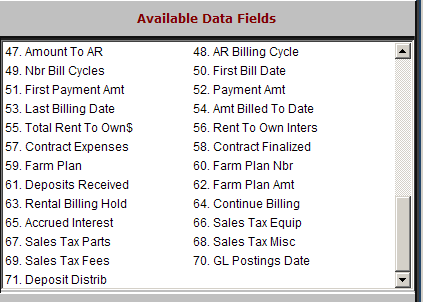 Available Data Fields
47. Amount To AR 48. AR Billing Cycle
49. Nbr Bill Cycles 50. First Bill Date
51. First Payment Amt 52. Payment Amt
53. Last Billing Date 54. Amt Billed To Date
55. Total Rent To Own$ 56. Rent To Own Inters
57. Contract Expenses 58. Contract Finalized
59. Farm Plan 60. Farm Plan Nbr
61. Deposits Received 62. Farm Plan Amt
63. Rental Billing Hold 64. Continue Billing
65. Accrued Interest 66. Sales Tax Equip
67. Sales Tax Parts 68. Sales Tax Misc
69. Sales Tax Fees 70. GL Postings Date
71. Deposit Distrib